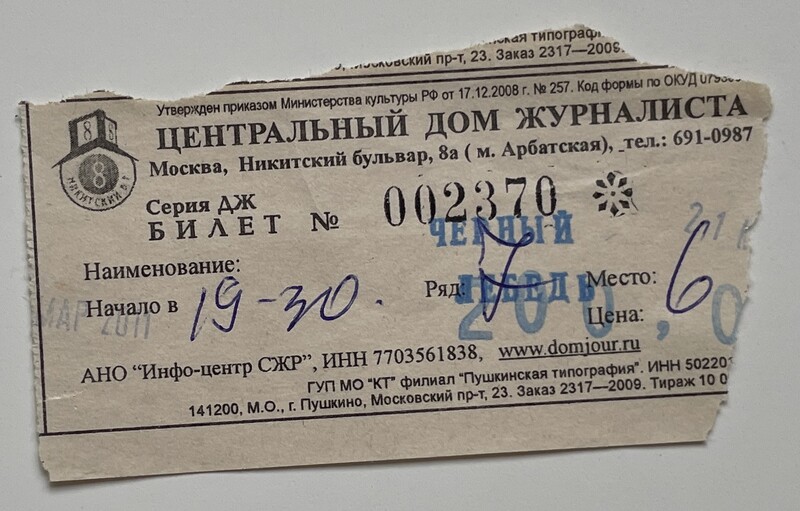 типографи
Московский пр-т, 23. Заказ 2317—2009.
Утвержден приказом Министерства культуры РФ от 17.12.2008 г. № 257. Код формы по ОКУД
ЦЕНТРАЛЬНЫЙ ДОМ ЖУРНАЛИСТА
8 Б
8
НИКИТСКИЙ Б-Р
Москва, Никитский бульвар, 8а ( м. Арбатская), тел.: 691-0987
Серия ДЖ
БИЛЕТ № 002370
ЧЕРНЫЙ
ЛЕБЕДЬ
Наименование:
Начало в 19-30. Ряд: 7 Место: 6
Цена: 200,0
МАР 2011
АНО “Инфо-центр СЖР”, ИНН 7703561838, www.domjour.ru
ГУП МО “КТ” филиал “Пушкинская типография”. ИНН 50220
141200, М.О., г. Пушкино, Московский пр-т, 23. Заказ 2317—2009. Тираж 10 0